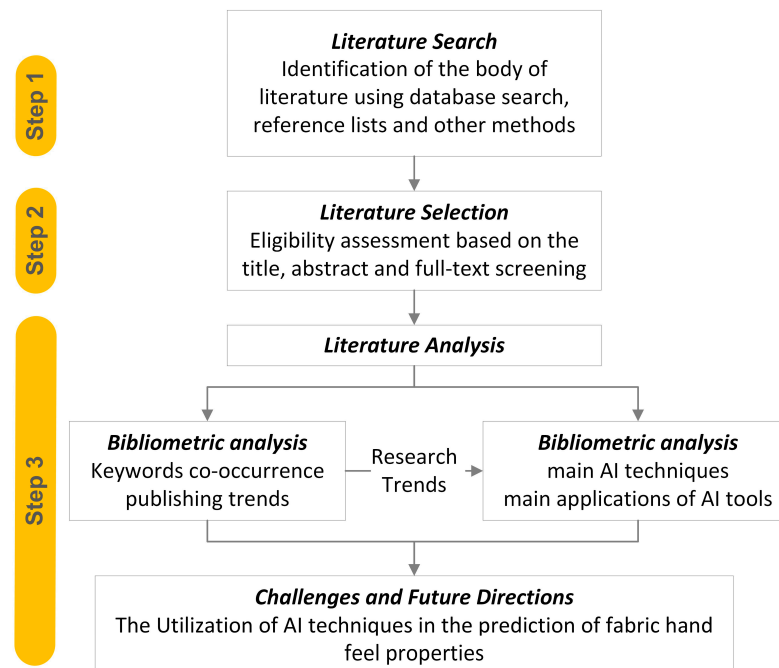 Step 1
Literature Search
Identification of the body of
literature using database search,
reference lists and other methods
Step 2
Literature Selection
Eligibility assessment based on the
title, abstract and full-text screening
Step 3
Literature Analysis
Bibliometric analysis
Keywords co-occurrence
publishing trends
Research
Trends
Bibliometric analysis
main AI techniques
main applications of AI tools
Challenges and Future Directions
The Utilization of AI techniques in the prediction of fabric hand
feel properties